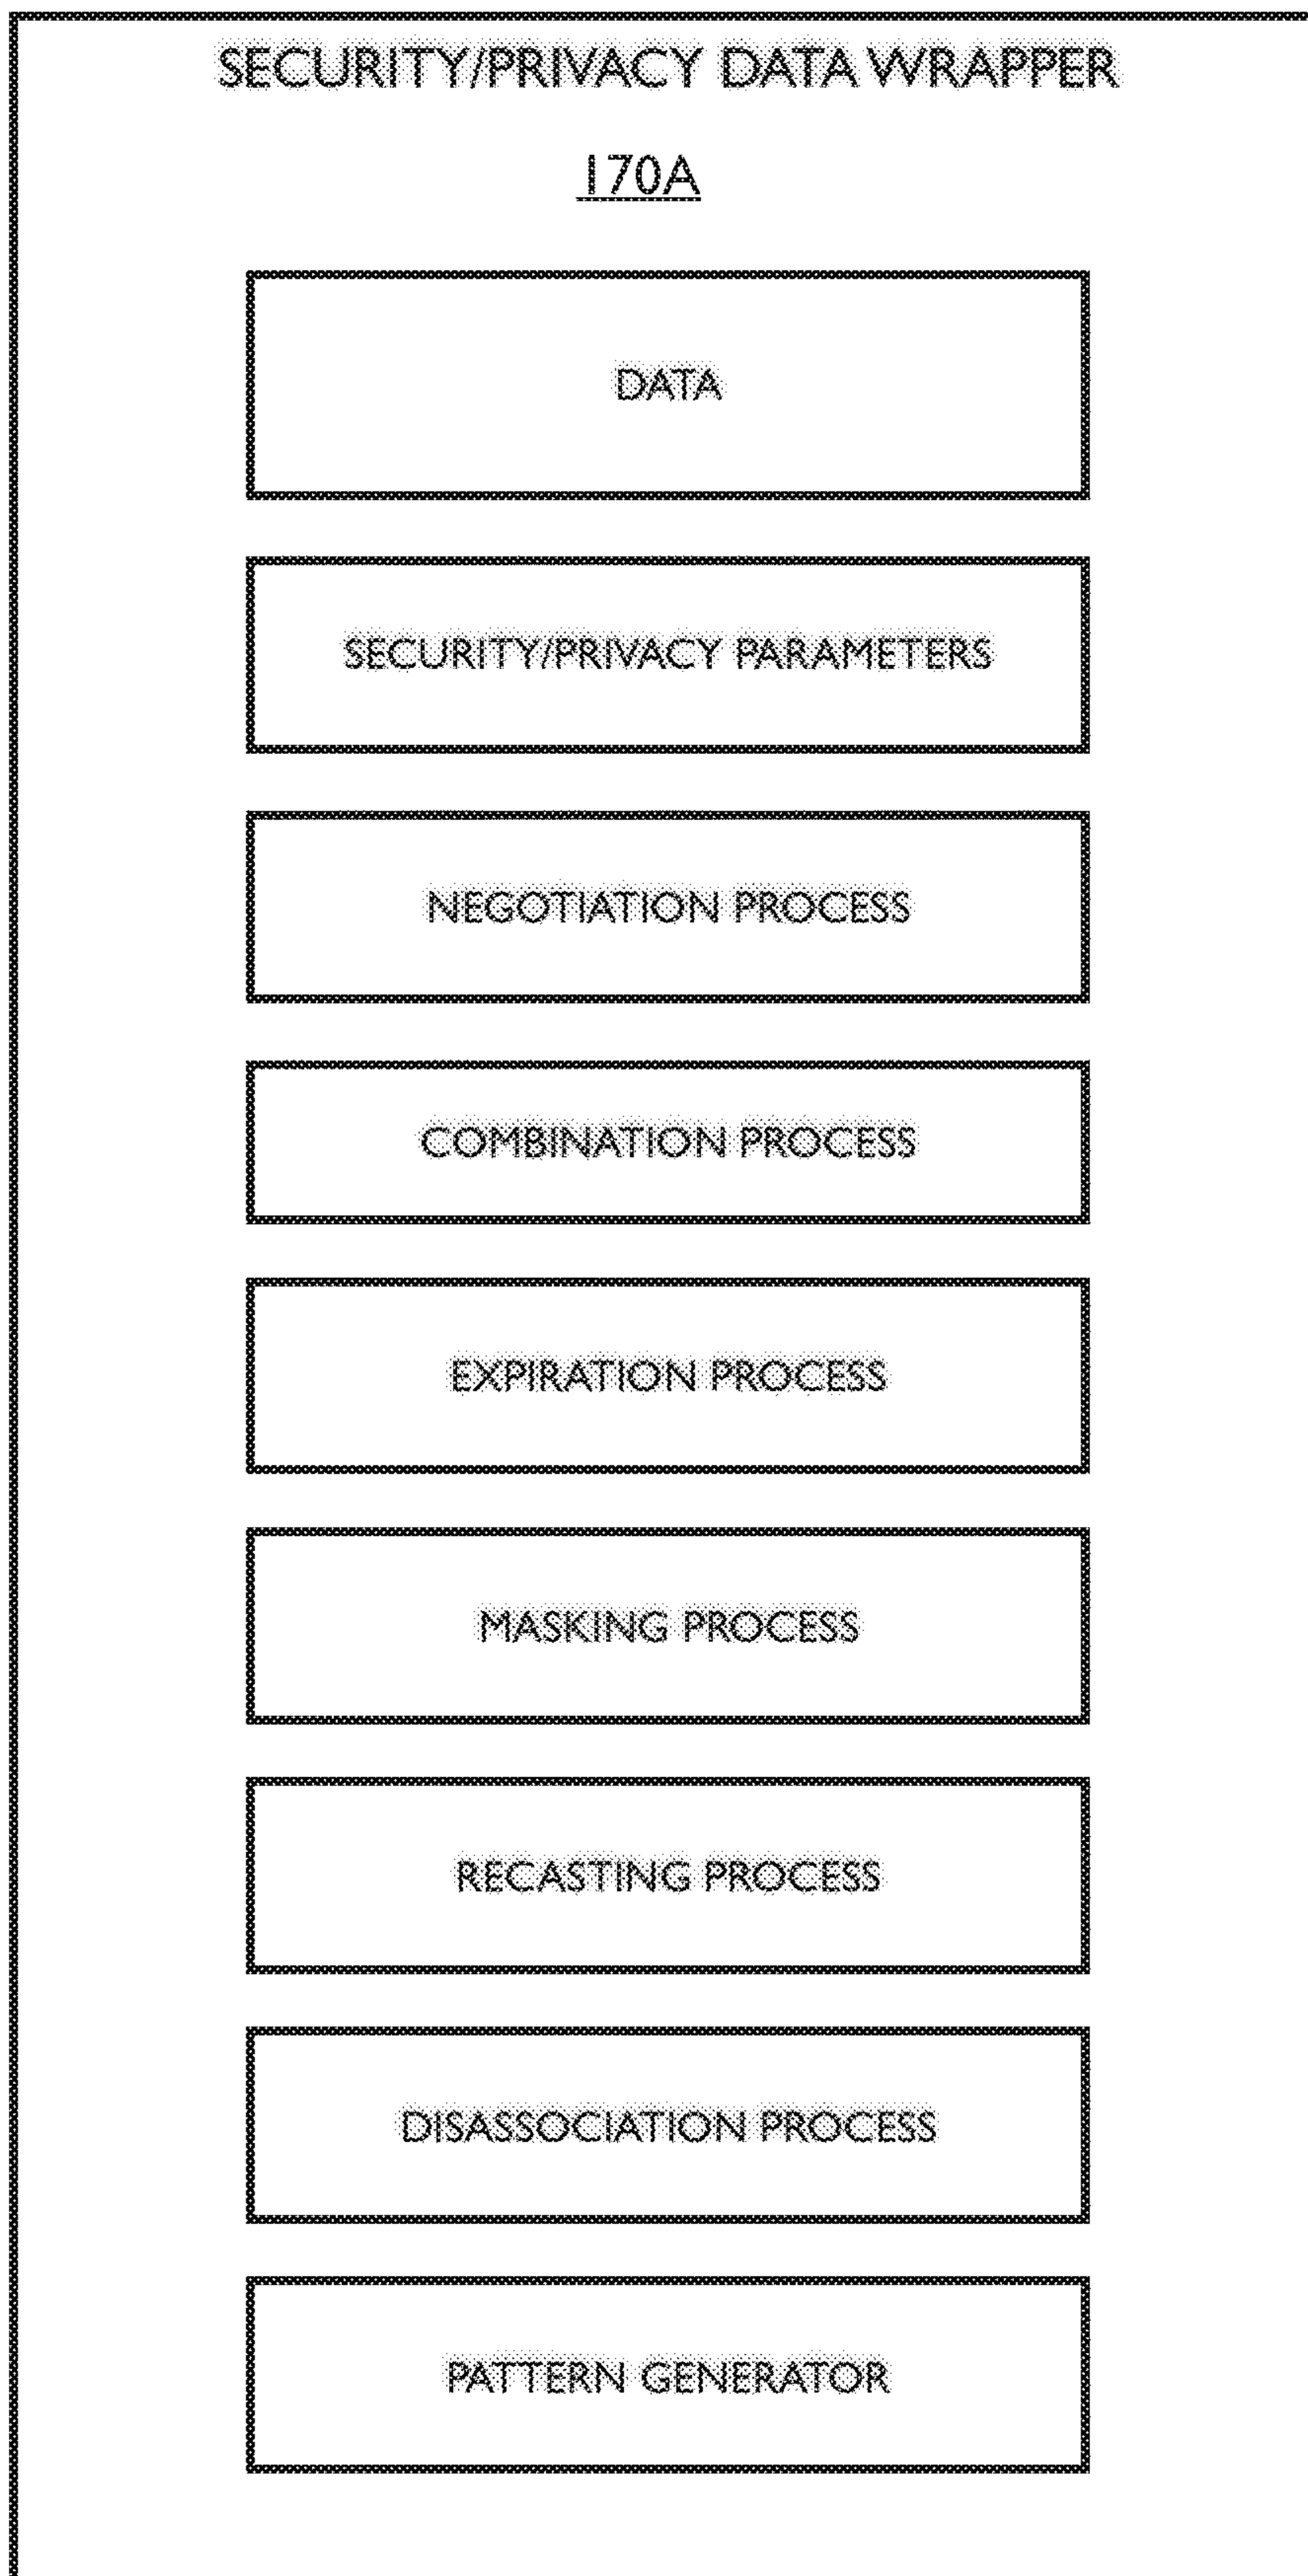 SECURITY/PRIVACY DATA WRAPPER
170A
DATA
SECURITY/PRIVACY PARAMETERS
NEGOTIATION PROCESS
COMBINATION PROCESS
EXPIRATION PROCESS
MASKING PROCESS
RECASTING PROCESS
DISASSOCIATION PROCESS
PATTERN GENERATOR